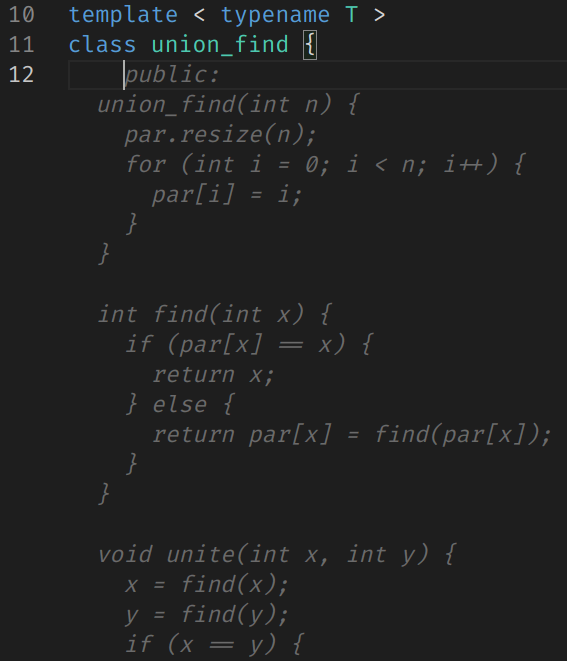 10 template < typename T >
11 class union_find {
12 public:
union_find(int n) {
par.resize(n);
for (int i = 0; i < n; i++) {
par[i] = i;
}
}
int find(int x) {
if (par[x] == x) {
return x;
} else {
return par[x] = find(par[x]);
}
}
void unite(int x, int y) {
x = find(x);
y = find(y);
if (x == y) {